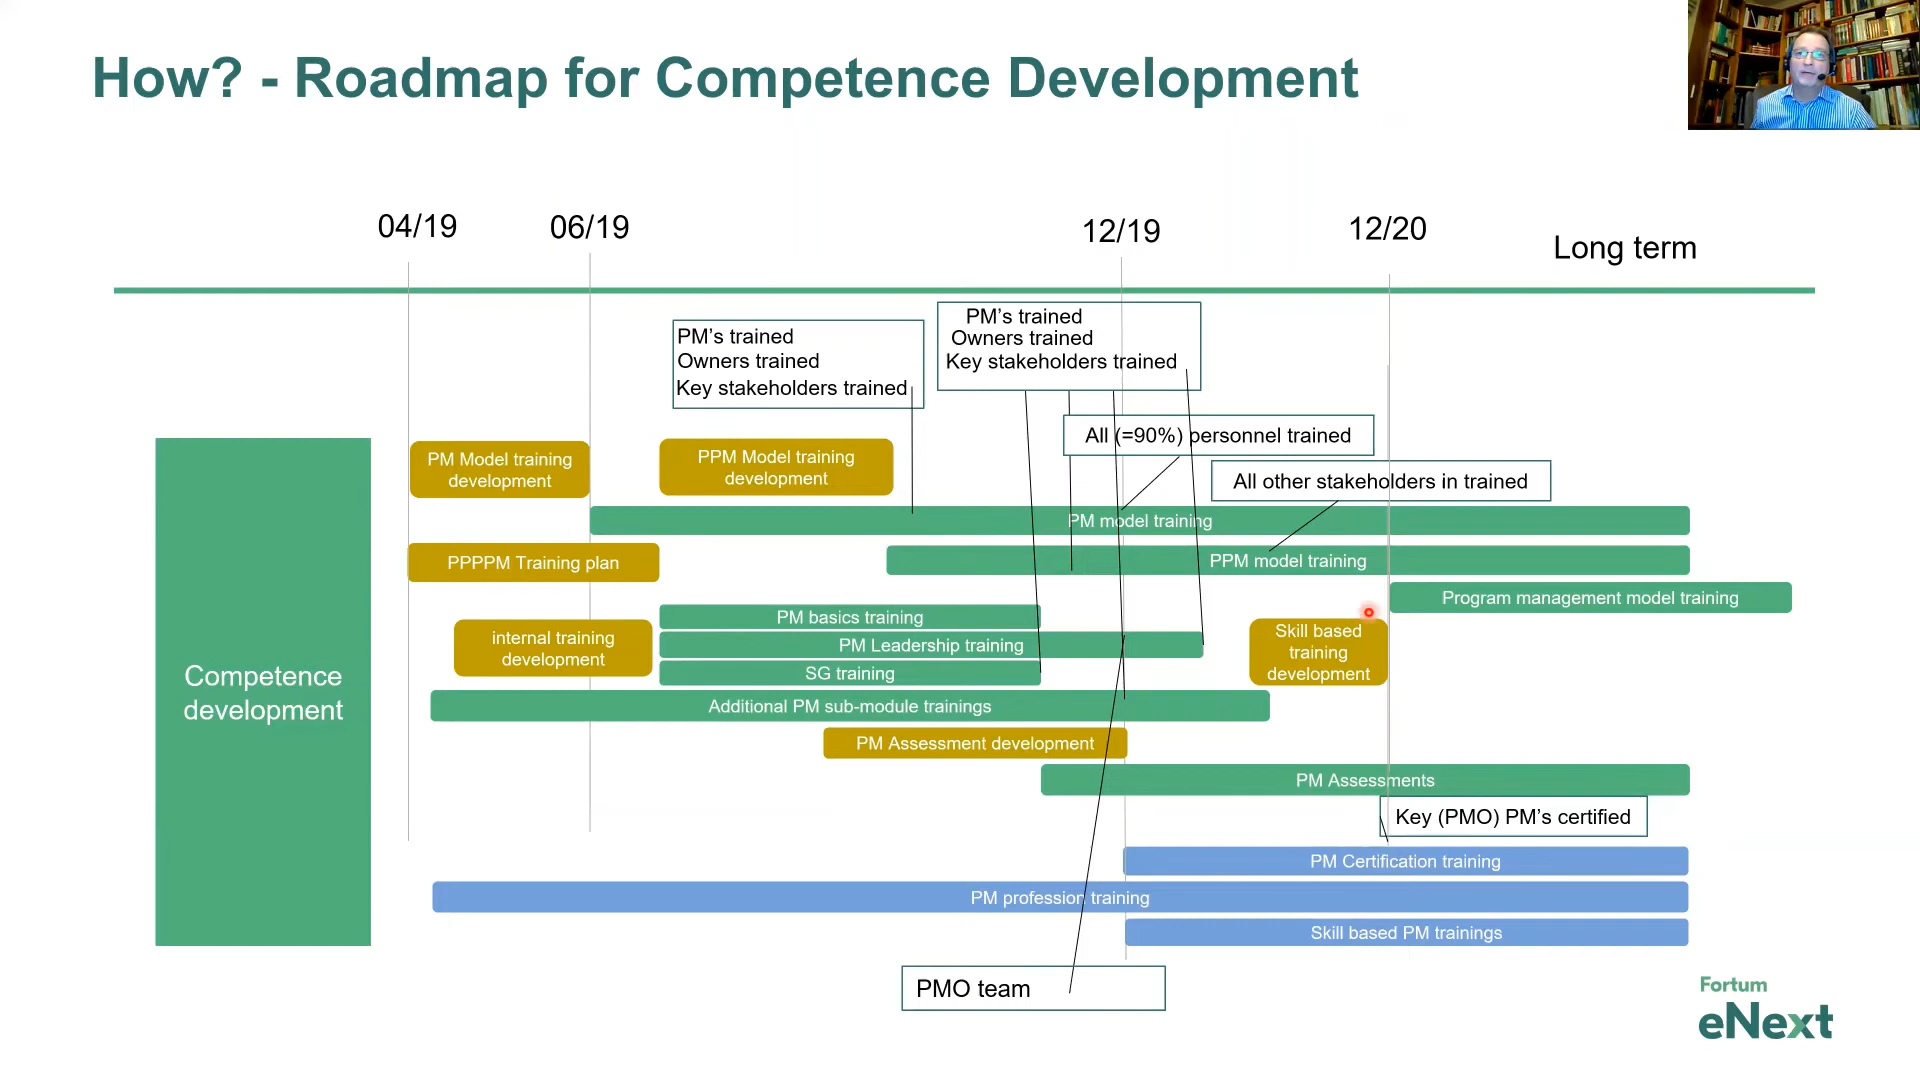 How? - Roadmap for Competence Development
04/19
06/19
12/19
12/20
Long term
PM's trained
Owners trained
Key stakeholders trained
PM's trained
Owners trained
Key stakeholders trained
All (=90%) personnel trained
All other stakeholders in trained
PM Model training
development
PPM Model training
development
PM model training
PPPPM Training plan
PPM model training
Program management model training
internal training
development
PM basics training
PM Leadership training
SG training
Skill based
training
development
Competence
development
Additional PM sub-module trainings
PM Assessment development
PM Assessments
Key (PMO) PM's certified
PM Certification training
PM profession training
Skill based PM trainings
PMO team
Fortum
eNext